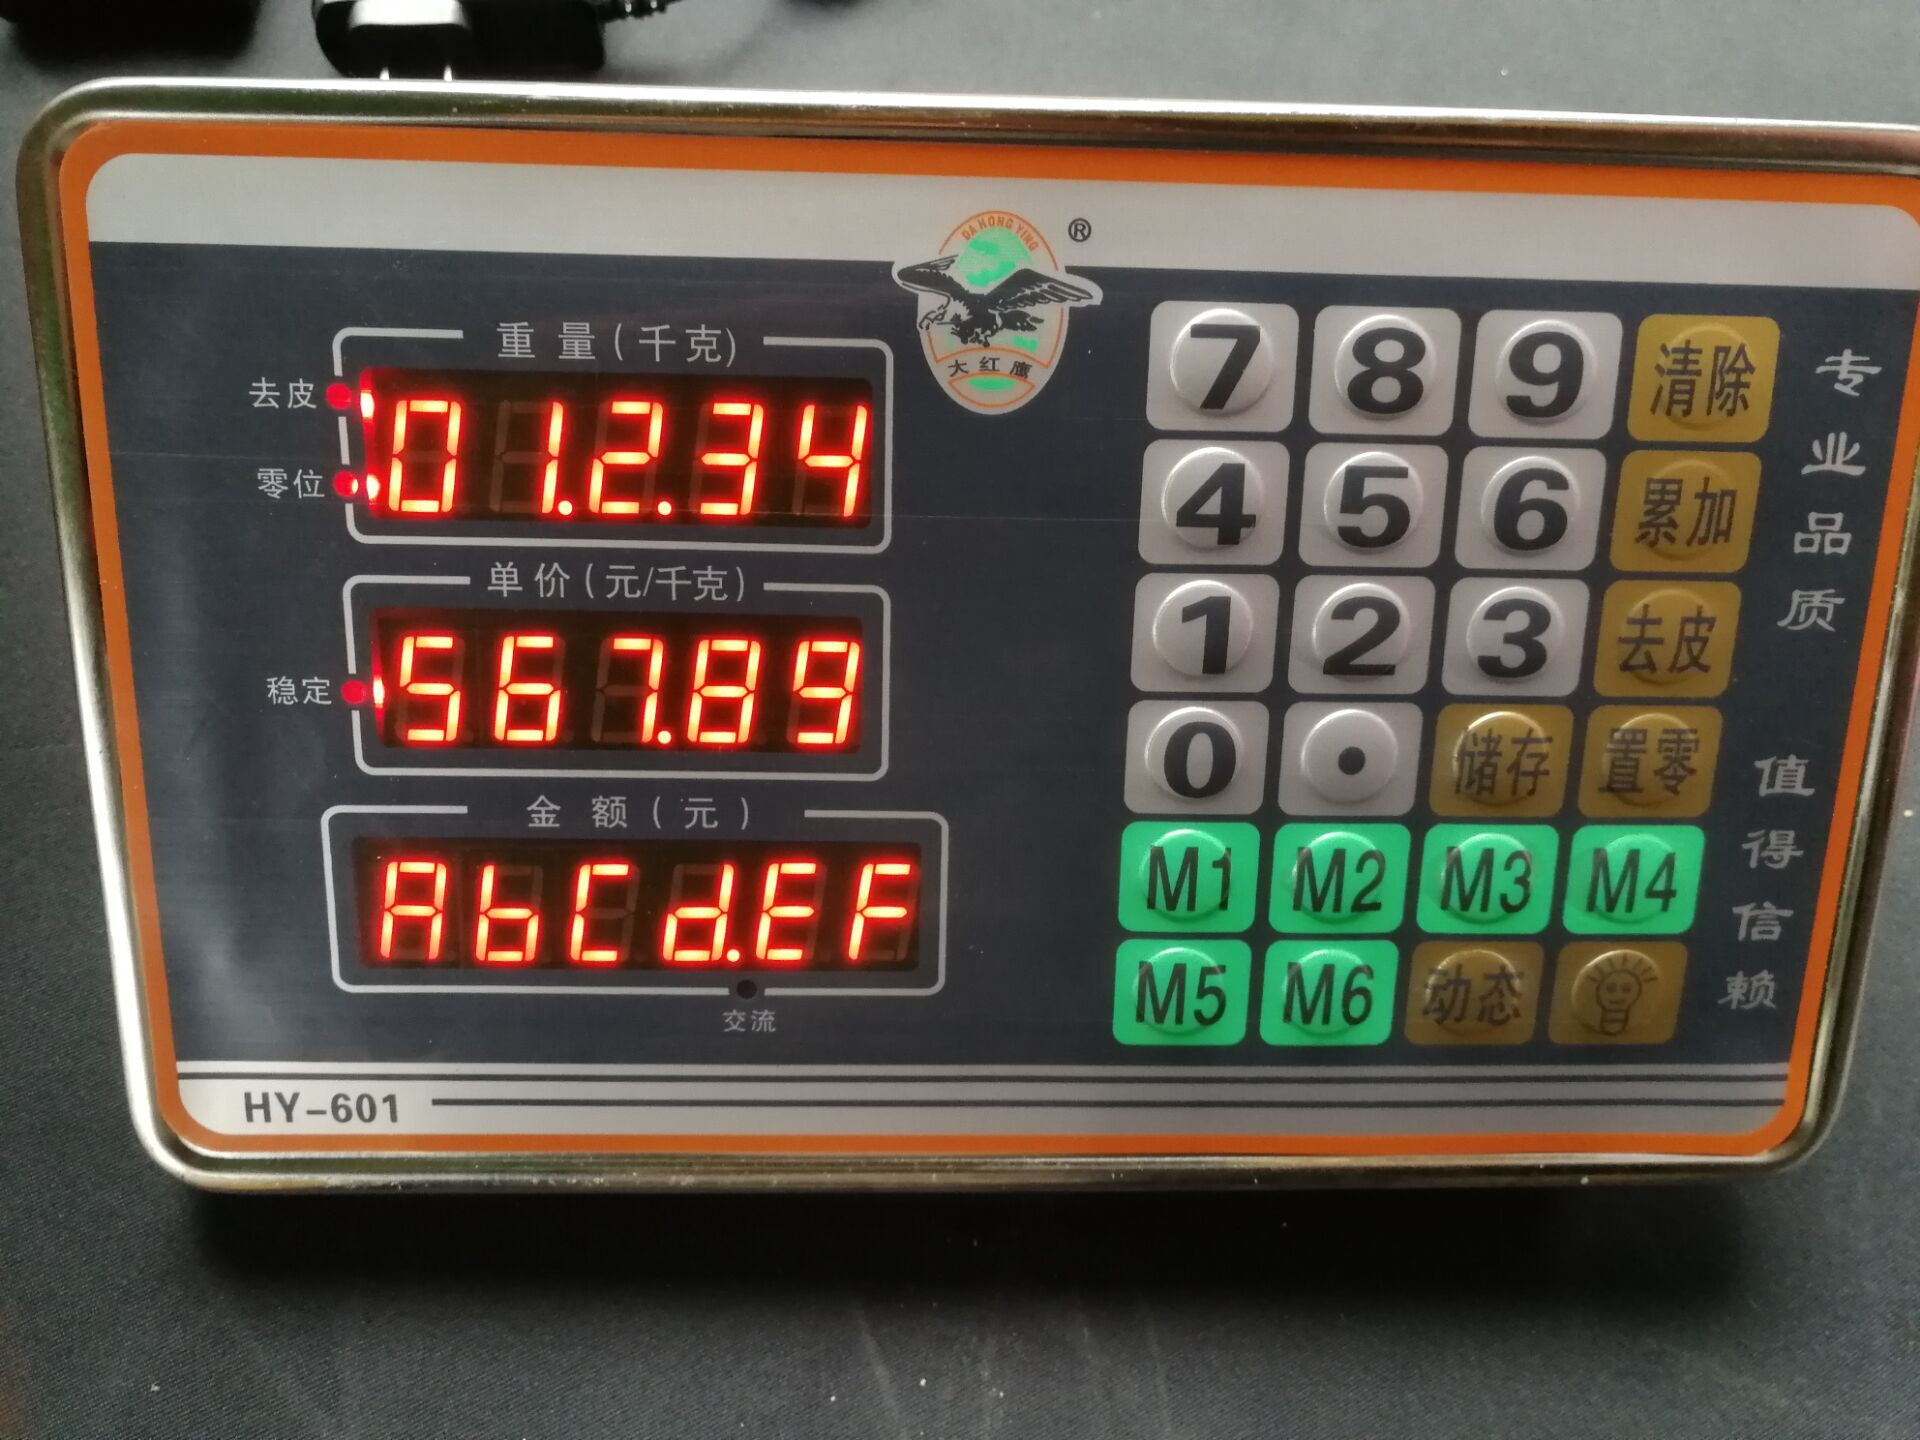 DA HONG YING
®
大红鹰
重量(千克)
去皮
零位
01.2.34
单价(元/千克)
稳定
567.89
金额(元)
AbCd.EF
交流
7 8 9 清除
4 5 6 累加
1 2 3 去皮
0 • 储存 置零
M1 M2 M3 M4
M5 M6 动态
专业品质 值得信赖
HY-601